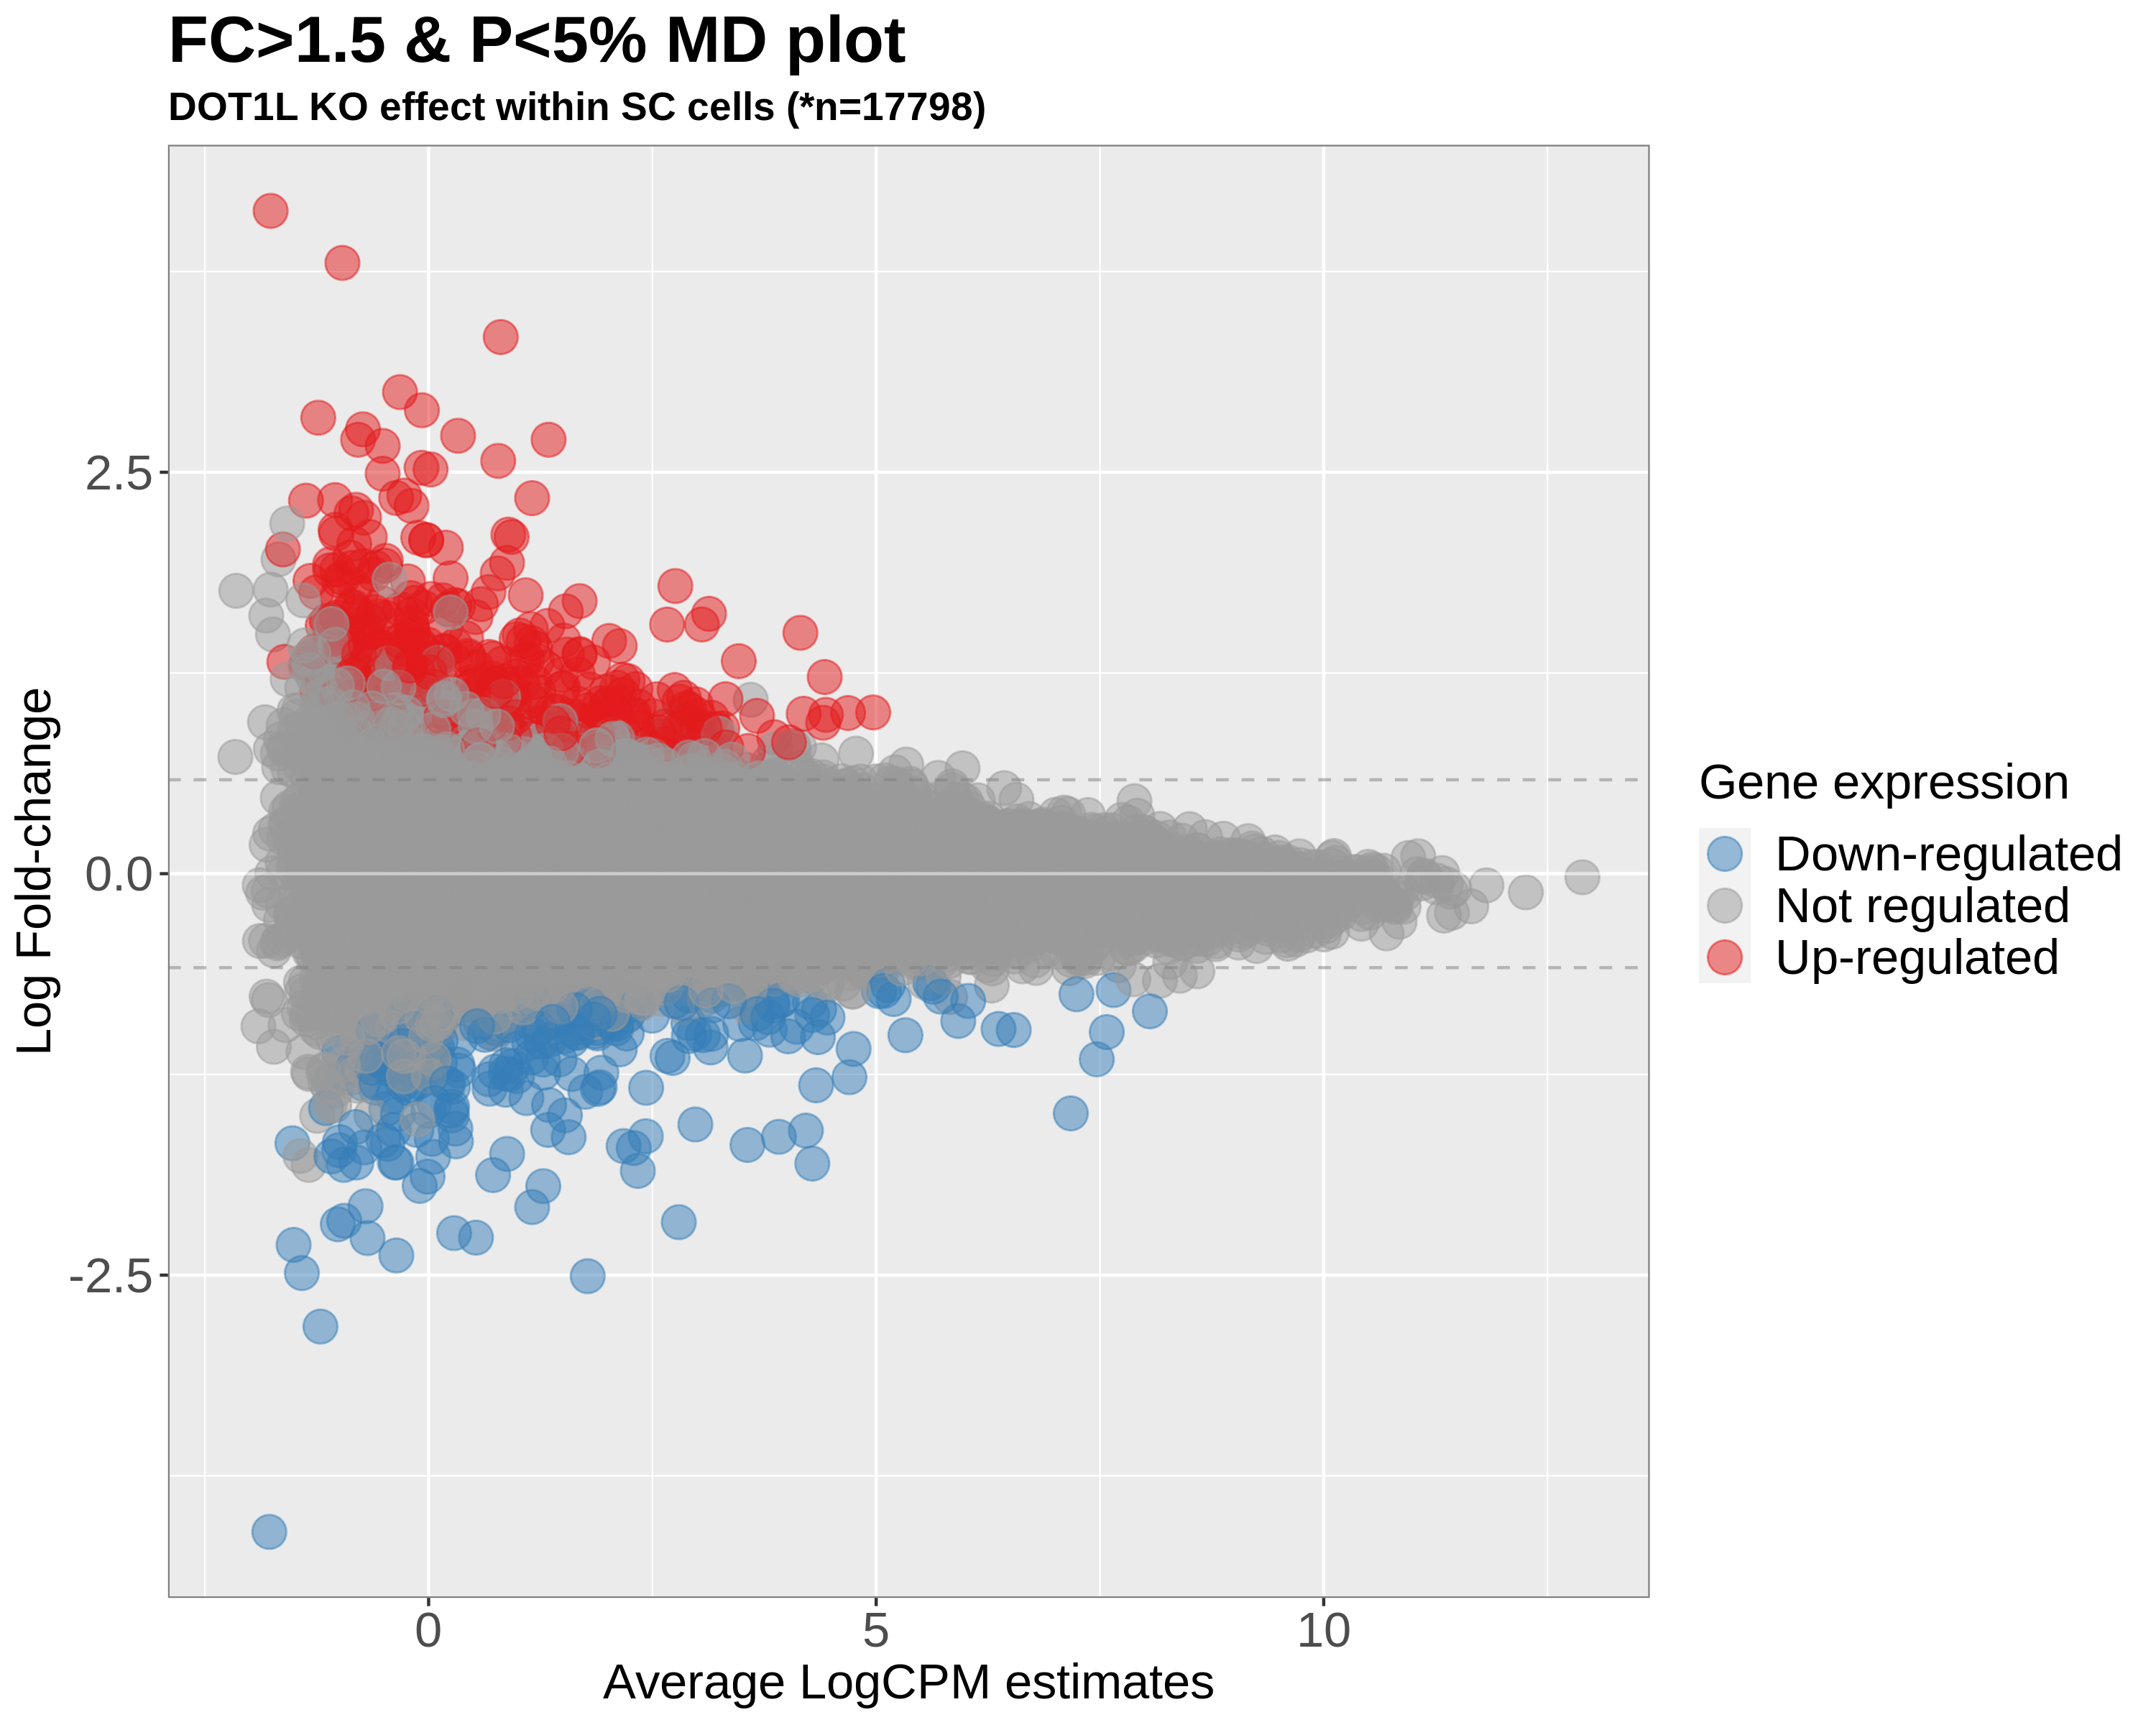 FC>1.5 & P<5% MD plot
DOT1L KO effect within SC cells (*n=17798)
Log Fold-change
2.5
0.0
-2.5
0
5
10
Average LogCPM estimates
Gene expression
Down-regulated
Not regulated
Up-regulated